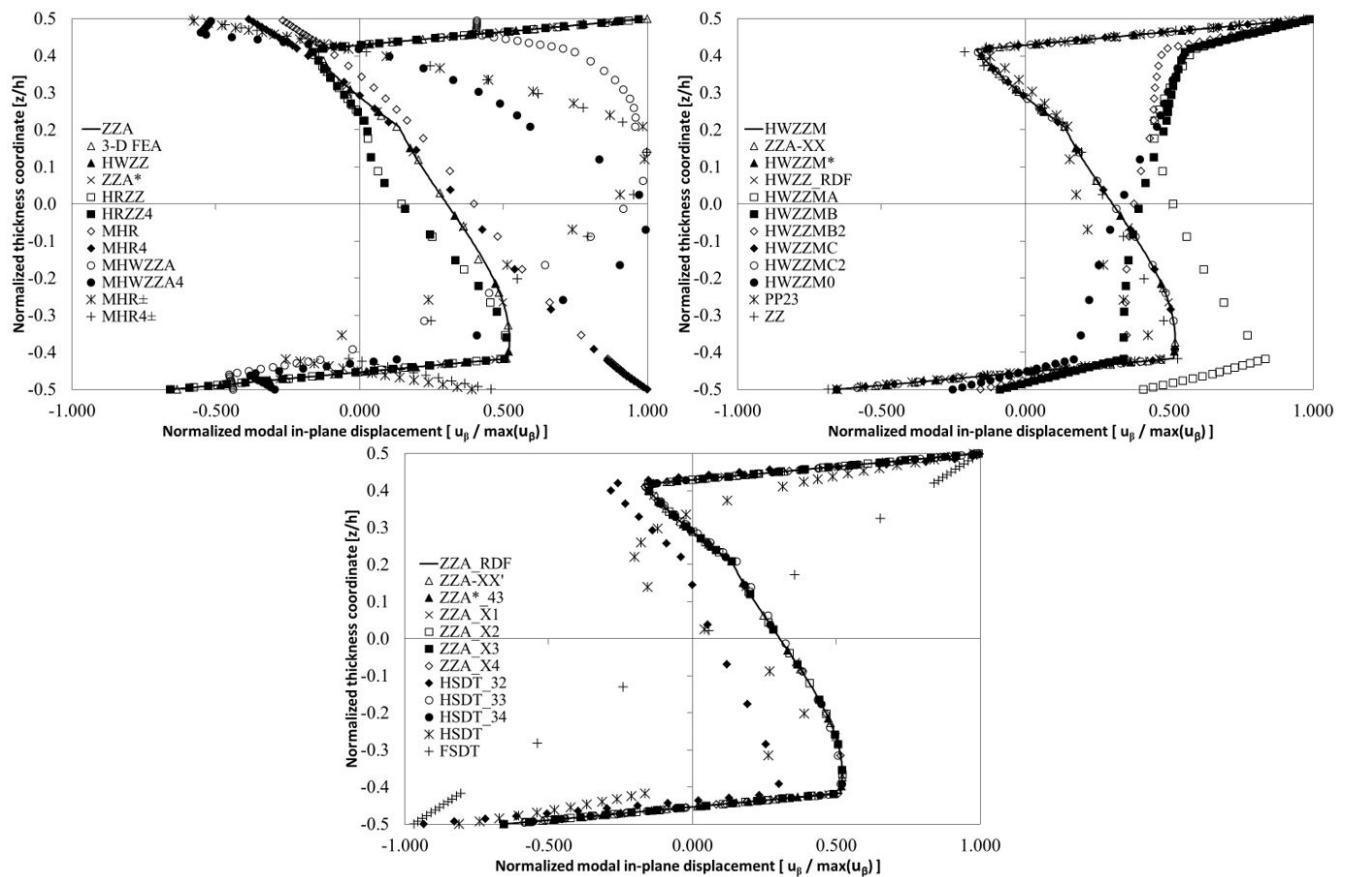 0.5
0.4
0.3
0.2
0.1
0.0
-0.1
-0.2
-0.3
-0.4
-0.5
Normalized thickness coordinate [z/h]
ZZA
3-D FEA
HWZZ
ZZA*
HRZZ
HRZZ4
MHR
MHR4
MHWZZA
MHWZZA4
MHR±
MHR4±
-1.000 -0.500 0.000 0.500 1.000
Normalized modal in-plane displacement [ uβ / max(uβ) ]
0.5
0.4
0.3
0.2
0.1
0.0
-0.1
-0.2
-0.3
-0.4
-0.5
Normalized thickness coordinate [z/h]
HWZZM
ZZA-XX
HWZZM*
HWZZ_RDF
HWZZMA
HWZZMB
HWZZMB2
HWZZMC
HWZZMC2
HWZZM0
PP23
ZZ
-1.000 -0.500 0.000 0.500 1.000
Normalized modal in-plane displacement [ uβ / max(uβ) ]
0.5
0.4
0.3
0.2
0.1
0.0
-0.1
-0.2
-0.3
-0.4
-0.5
Normalized thickness coordinate [z/h]
ZZA_RDF
ZZA-XX'
ZZA*_43
ZZA_X1
ZZA_X2
ZZA_X3
ZZA_X4
HSDT_32
HSDT_33
HSDT_34
HSDT
FSDT
-1.000 -0.500 0.000 0.500 1.000
Normalized modal in-plane displacement [ uβ / max(uβ) ]